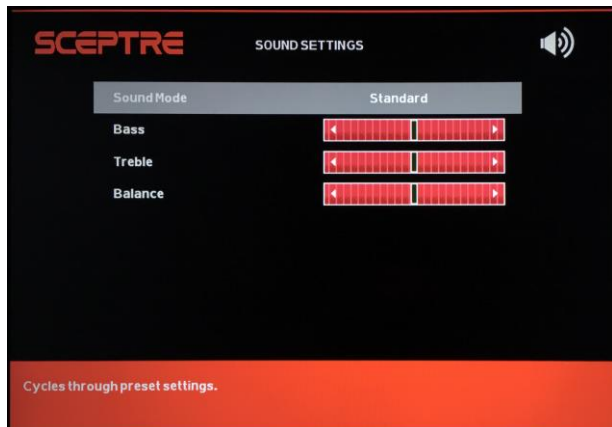 SCEPTRE
SOUND SETTINGS
Sound Mode Standard
Bass
Treble
Balance
Cycles through preset settings.